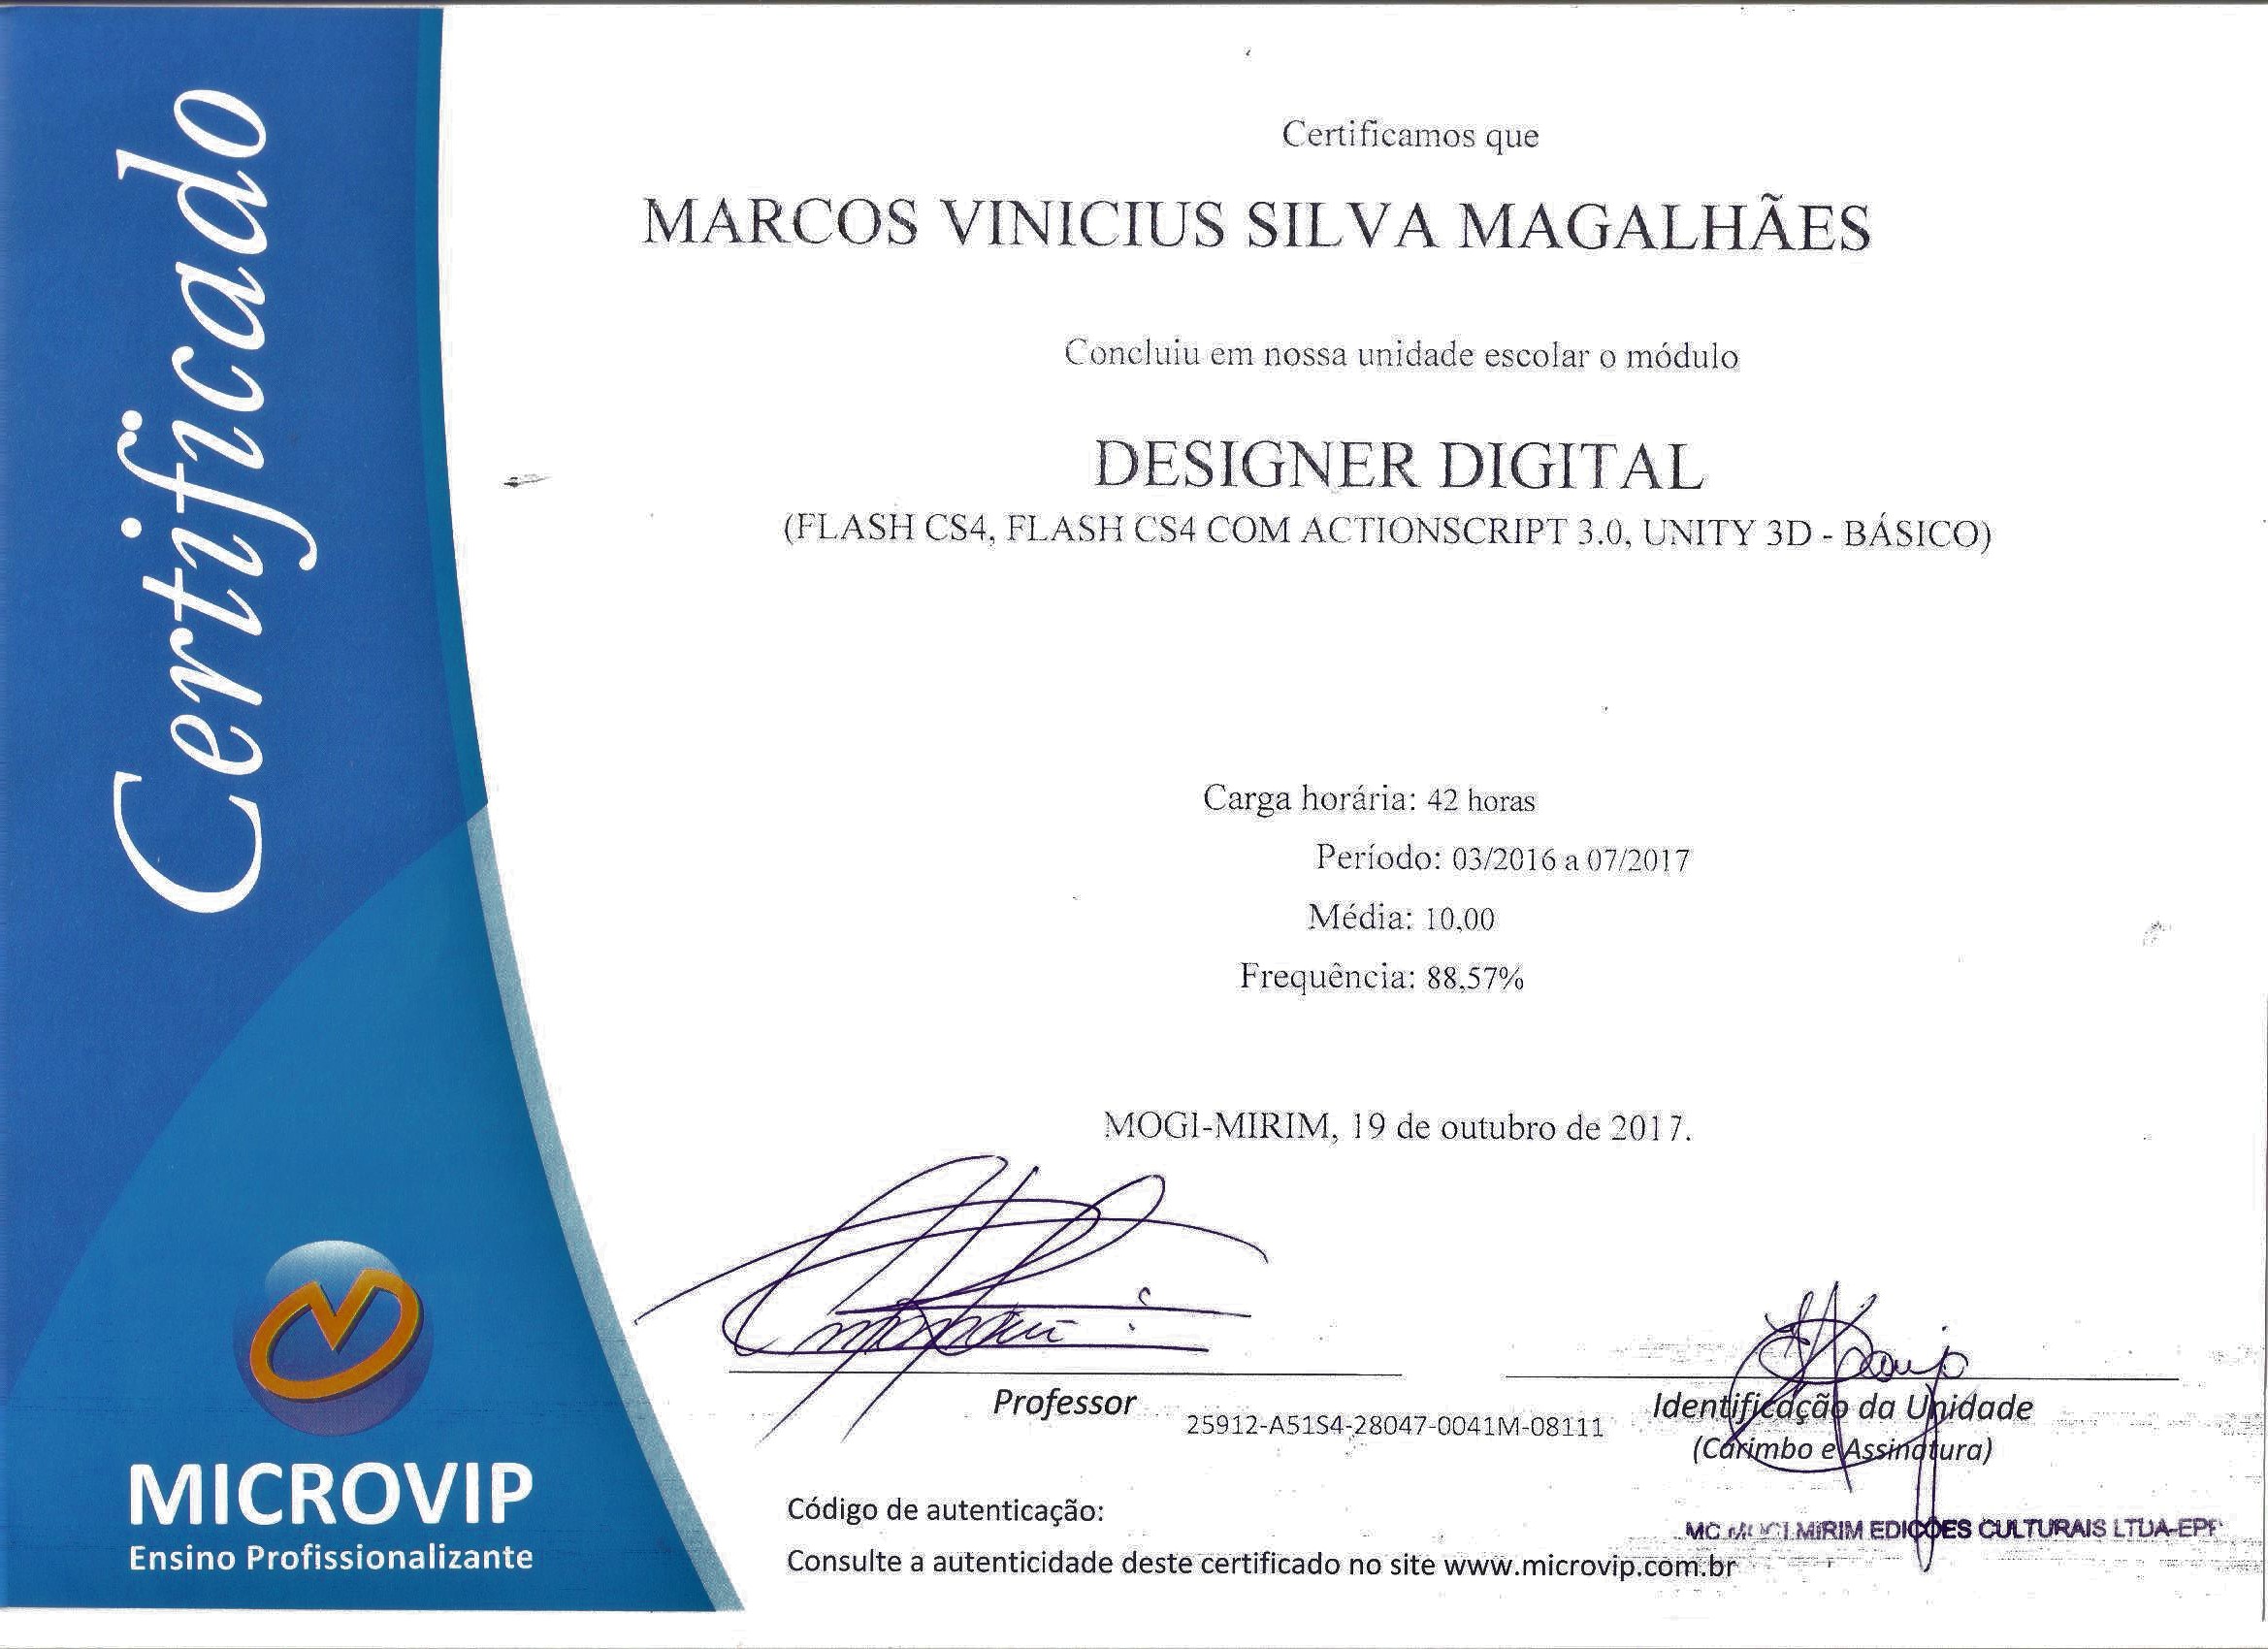 Certificado
Certificamos que
MARCOS VINICIUS SILVA MAGALHÃES
Concluiu em nossa unidade escolar o módulo
DESIGNER DIGITAL
(FLASH CS4, FLASH CS4 COM ACTIONSCRIPT 3.0, UNITY 3D - BÁSICO)
Carga horária: 42 horas
Período: 03/2016 a 07/2017
Média: 10,00
Frequência: 88,57%
MOGI-MIRIM, 19 de outubro de 2017.
Professor
25912-A51S4-28047-0041M-08111
Identificação da Unidade
(Carimbo e Assinatura)
Código de autenticação:
MIRIM EDIÇÕES CULTURAIS LTDA-EPP
Consulte a autenticidade deste certificado no site www.microvip.com.br
MICROVIP
Ensino Profissionalizante